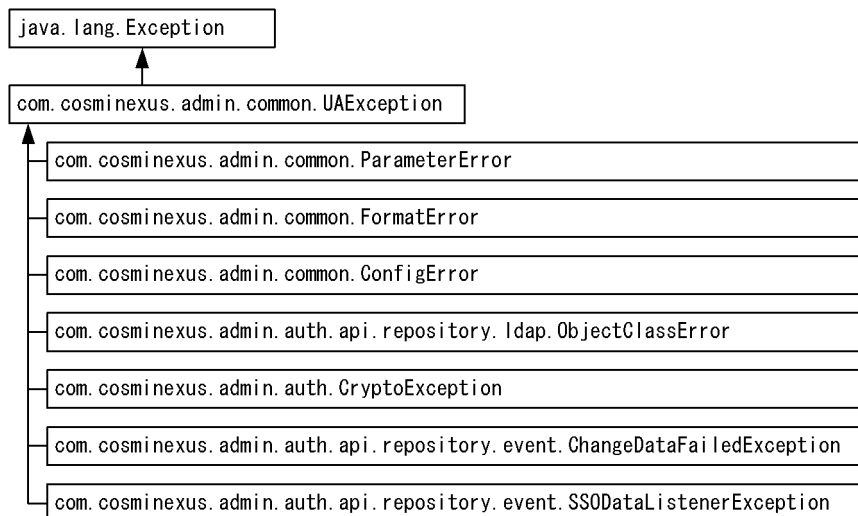 java.lang.Exception
com.cosminexus.admin.common.UAException
com.cosminexus.admin.common.ParameterError
com.cosminexus.admin.common.FormatError
com.cosminexus.admin.common.ConfigError
com.cosminexus.admin.auth.api.repository.ldap.ObjectClassError
com.cosminexus.admin.auth.CryptoException
com.cosminexus.admin.auth.api.repository.event.ChangeDataFailedException
com.cosminexus.admin.auth.api.repository.event.SSODataListenerException